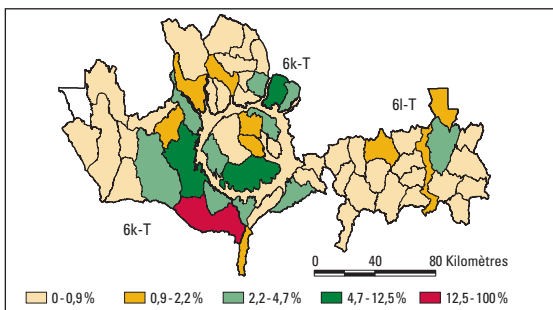 6k-T
6l-T
6k-T
0 40 80 Kilomètres
0 - 0,9 % 0,9 - 2,2 % 2,2 - 4,7 % 4,7 - 12,5 % 12,5 - 100 %